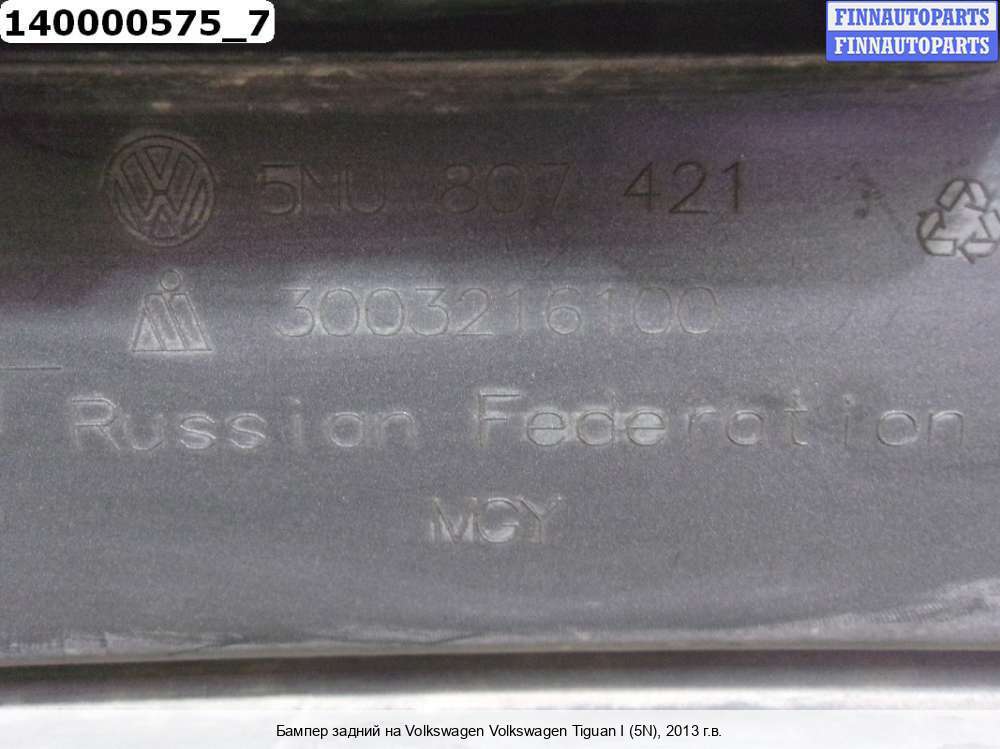 140000575_7
FINNAUTOPARTS
FINNAUTOPARTS
5NU 807 421
3003216100
Russian Federation
MCY
Бампер задний на Volkswagen Volkswagen Tiguan I (5N), 2013 г.в.